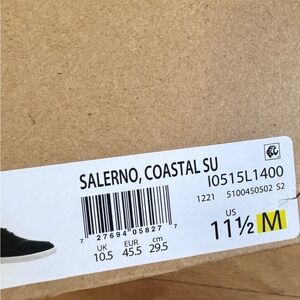 SALERNO, COASTAL SU
I0515L1400
1221 5100450502 S2
7 27694 05827 7
UK EUR cm
10.5 45.5 29.5
US
11½ M